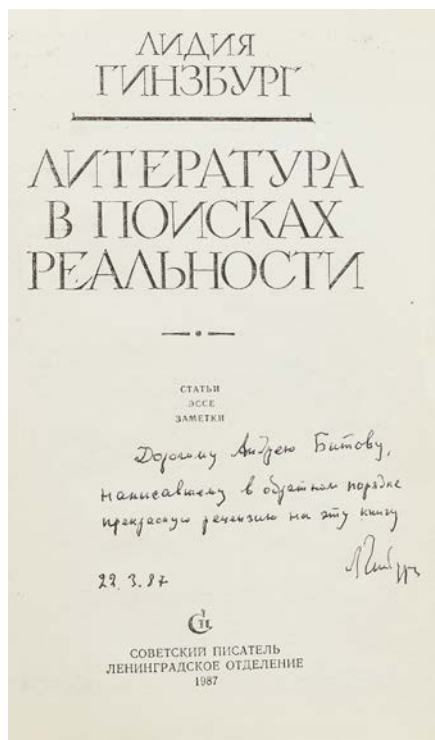 ЛИДИЯ
ГИНЗБУРГ
ЛИТЕРАТУРА
В ПОИСКАХ
РЕАЛЬНОСТИ
СТАТЬИ
ЭССЕ
ЗАМЕТКИ
Дорогому Андрею Битову,
написавшему в обратном порядке
прекрасную рецензию на эту книгу
ЛГинзбург
22.3.87
СОВЕТСКИЙ ПИСАТЕЛЬ
ЛЕНИНГРАДСКОЕ ОТДЕЛЕНИЕ
1987